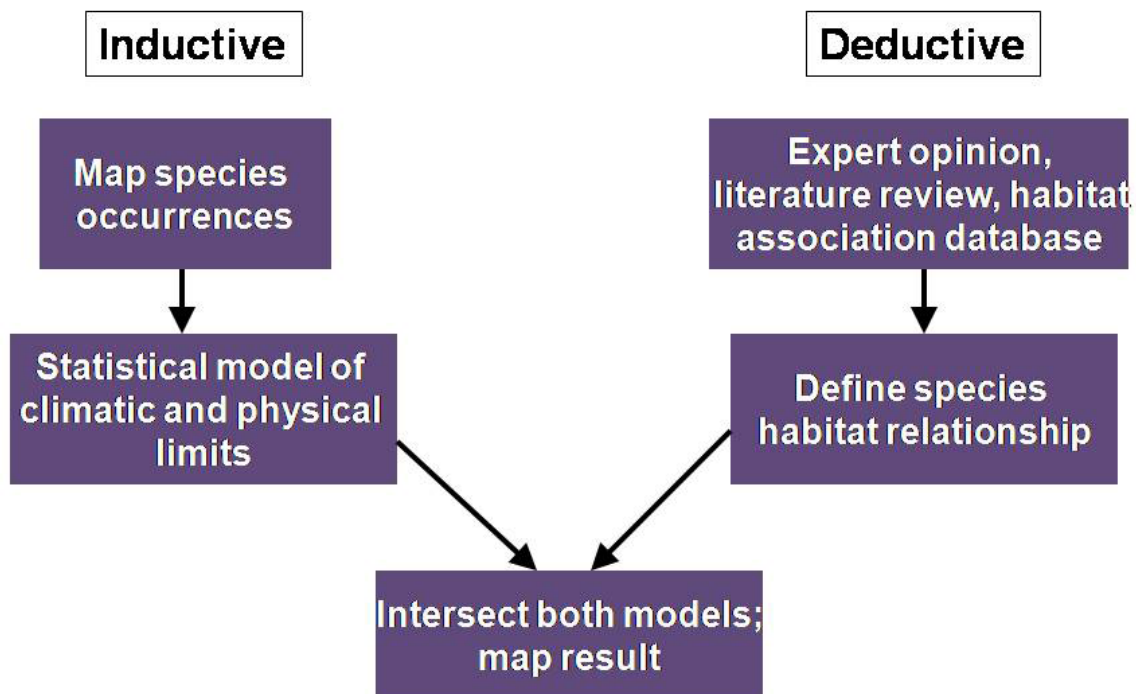 Inductive
Deductive
Map species
occurrences
Expert opinion,
literature review, habitat
association database
Statistical model of
climatic and physical
limits
Define species
habitat relationship
Intersect both models;
map result